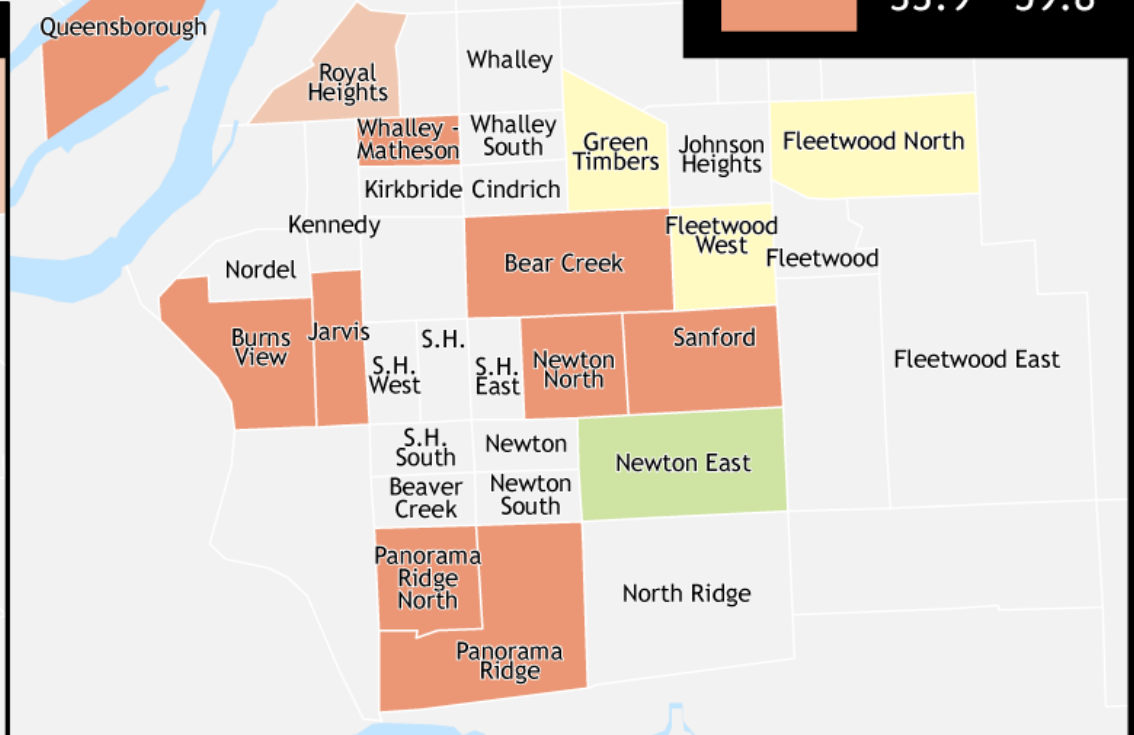 Queensborough
Royal
Heights
Whalley
Whalley -
Matheson
Whalley
South
Green
Timbers
Johnson
Heights
Fleetwood North
Kirkbride
Cindrich
Kennedy
Fleetwood
West
Fleetwood
Nordel
Bear Creek
Burns
View
Jarvis
S.H.
West
S.H.
S.H.
East
Newton
North
Sanford
Fleetwood East
S.H.
South
Newton
Newton East
Beaver
Creek
Newton
South
Panorama
Ridge
North
North Ridge
Panorama
Ridge